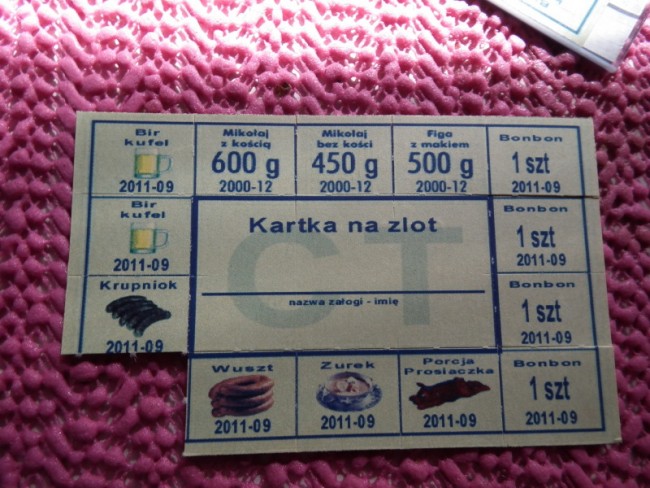 Bir
kufel
2011-09
Mikołaj
z kością
600 g
2000-12
Mikołaj
bez kości
450 g
2000-12
Figo
z makiem
500 g
2000-12
Bonbon
1 szt
2011-09
Bir
kufel
2011-09
Kartka na zlot
CT
nazwa załogi - imię
Bonbon
1 szt
2011-09
Krupniok
2011-09
Bonbon
1 szt
2011-09
Wuszt
2011-09
Zurek
2011-09
Porcja
Prosiaczka
2011-09
Bonbon
1 szt
2011-09